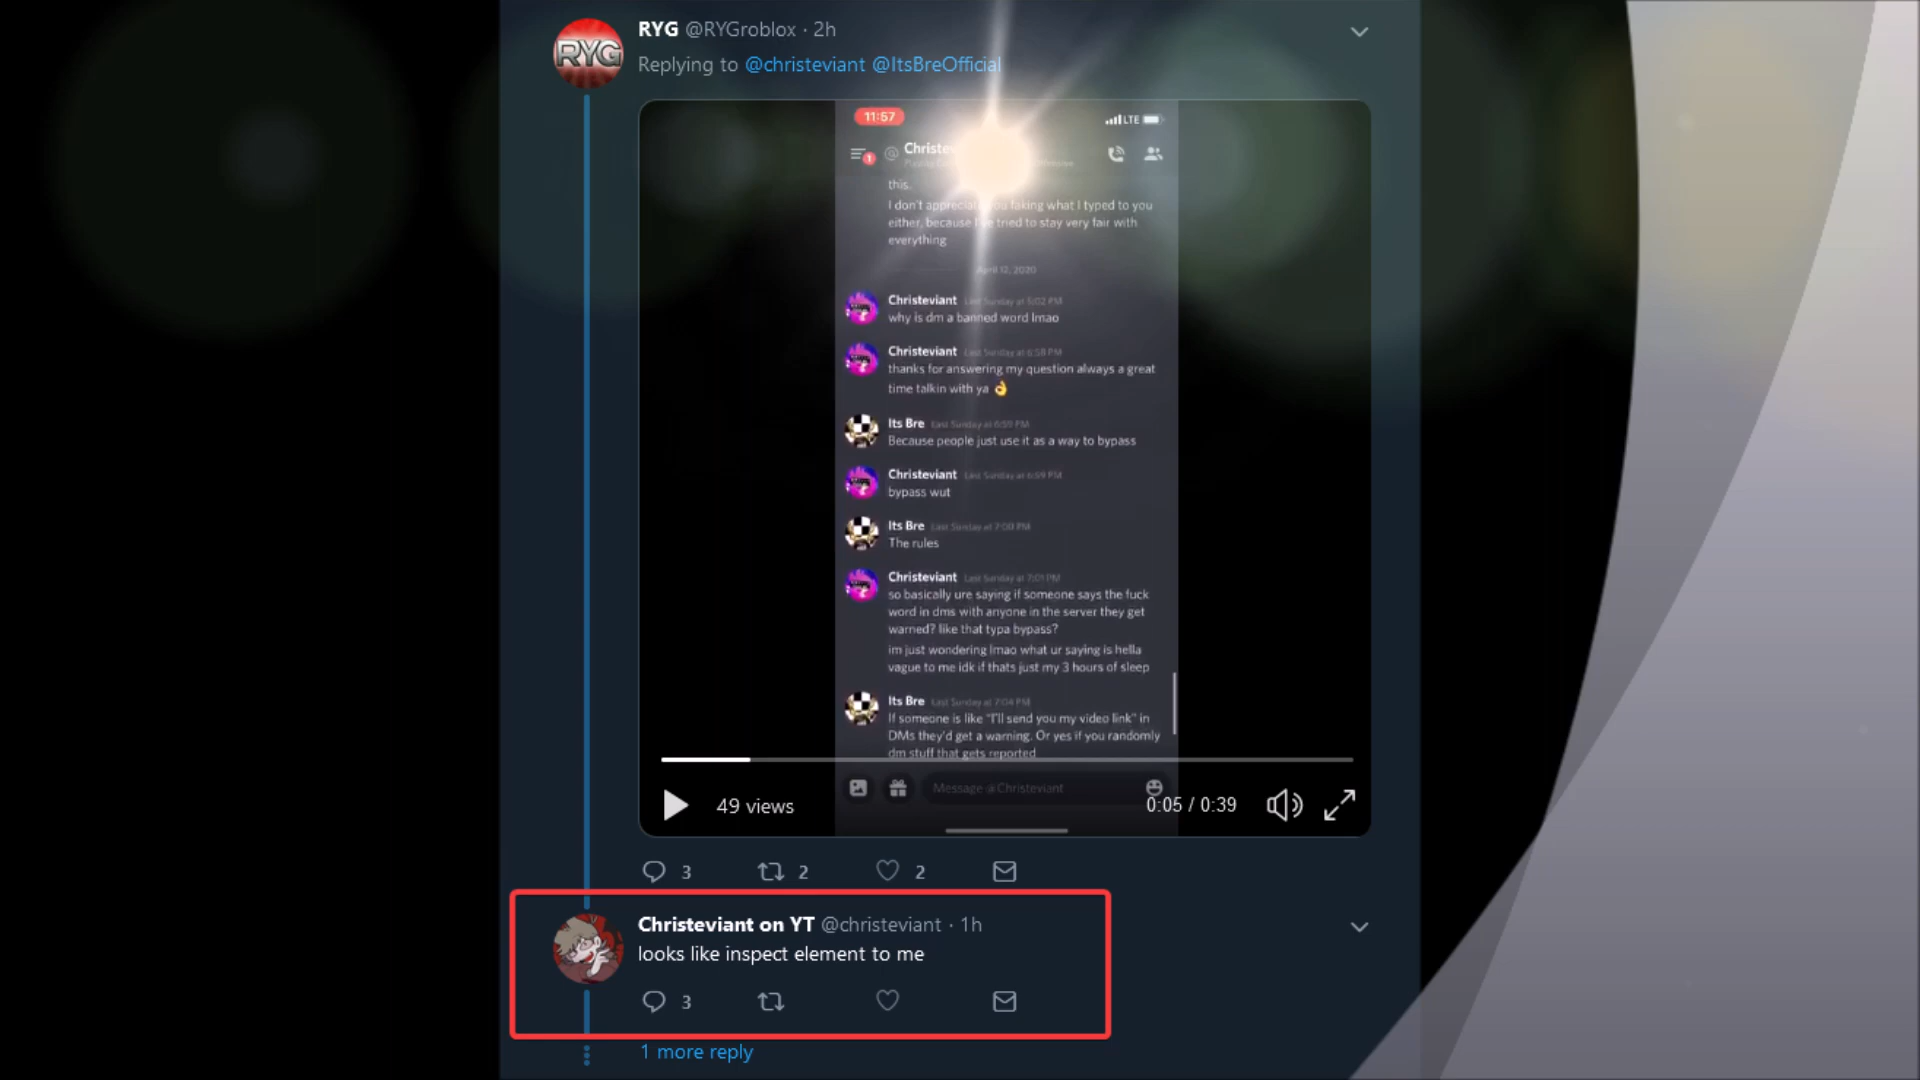 RYG @RYGroblox · 2h
RYG
Replying to @christeviant @ItsBreOfficial
11:57
LTE
1
@ Christev
this.
I don't appreciate you faking what I typed to you
either, because I've tried to stay very fair with
everything
April 12, 2020
Christeviant Last Sunday at 5:02 PM
why is dm a banned word lmao
Christeviant Last Sunday at 6:58 PM
thanks for answering my question always a great
time talkin with ya 👌
Its Bre Last Sunday at 6:59 PM
Because people just use it as a way to bypass
Christeviant Last Sunday at 6:59 PM
bypass wut
Its Bre Last Sunday at 7:00 PM
The rules
Christeviant Last Sunday at 7:01 PM
so basically ure saying if someone says the fuck
word in dms with anyone in the server they get
warned? like that typa bypass?
im just wondering lmao what ur saying is hella
vague to me idk if thats just my 3 hours of sleep
Its Bre Last Sunday at 7:04 PM
If someone is like "I'll send you my video link" in
DMs they'd get a warning. Or yes if you randomly
dm stuff that gets reported
Message @Christeviant
49 views
0:05 / 0:39
3 2 2
Christeviant on YT @christeviant · 1h
looks like inspect element to me
3
1 more reply